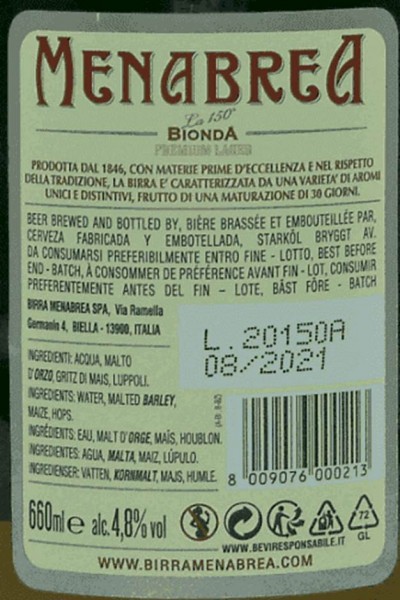 MENABREA
La 150°
BIONDA
PREMIUM LAGER
PRODOTTA DAL 1846, CON MATERIE PRIME D'ECCELLENZA E NEL RISPETTO
DELLA TRADIZIONE, LA BIRRA E' CARATTERIZZATA DA UNA VARIETA' DI AROMI
UNICI E DISTINTIVI, FRUTTO DI UNA MATURAZIONE DI 30 GIORNI.
BEER BREWED AND BOTTLED BY, BIÈRE BRASSÉE ET EMBOUTEILLÉE PAR,
CERVEZA FABRICADA Y EMBOTELLADA, STARKÖL BRYGGT AV.
DA CONSUMARSI PREFERIBILMENTE ENTRO FINE - LOTTO, BEST BEFORE
END - BATCH, À CONSOMMER DE PRÉFÉRENCE AVANT FIN - LOT, CONSUMIR
PREFERENTEMENTE ANTES DEL FIN – LOTE, BÄST FÖRE - BATCH
BIRRA MENABREA SPA, Via Ramella
Germanin 4, BIELLA - 13900, ITALIA
L.20150A
08/2021
INGREDIENTI: ACQUA, MALTO
D'ORZO, GRITZ DI MAIS, LUPPOLI.
INGREDIENTS: WATER, MALTED BARLEY,
MAIZE, HOPS.
INGRÉDIENTS: EAU, MALT D'ORGE, MAÏS, HOUBLON.
INGREDIENTES: AGUA, MALTA, MAIZ, LÚPULO.
INGREDIENSER: VATTEN, KORNMALT, MAJS, HUMLE.
8 009076 000213
660ml e alc. 4,8% vol
72
GL
WWW.BEVIRESPONSABILE.IT
WWW.BIRRAMENABREA.COM